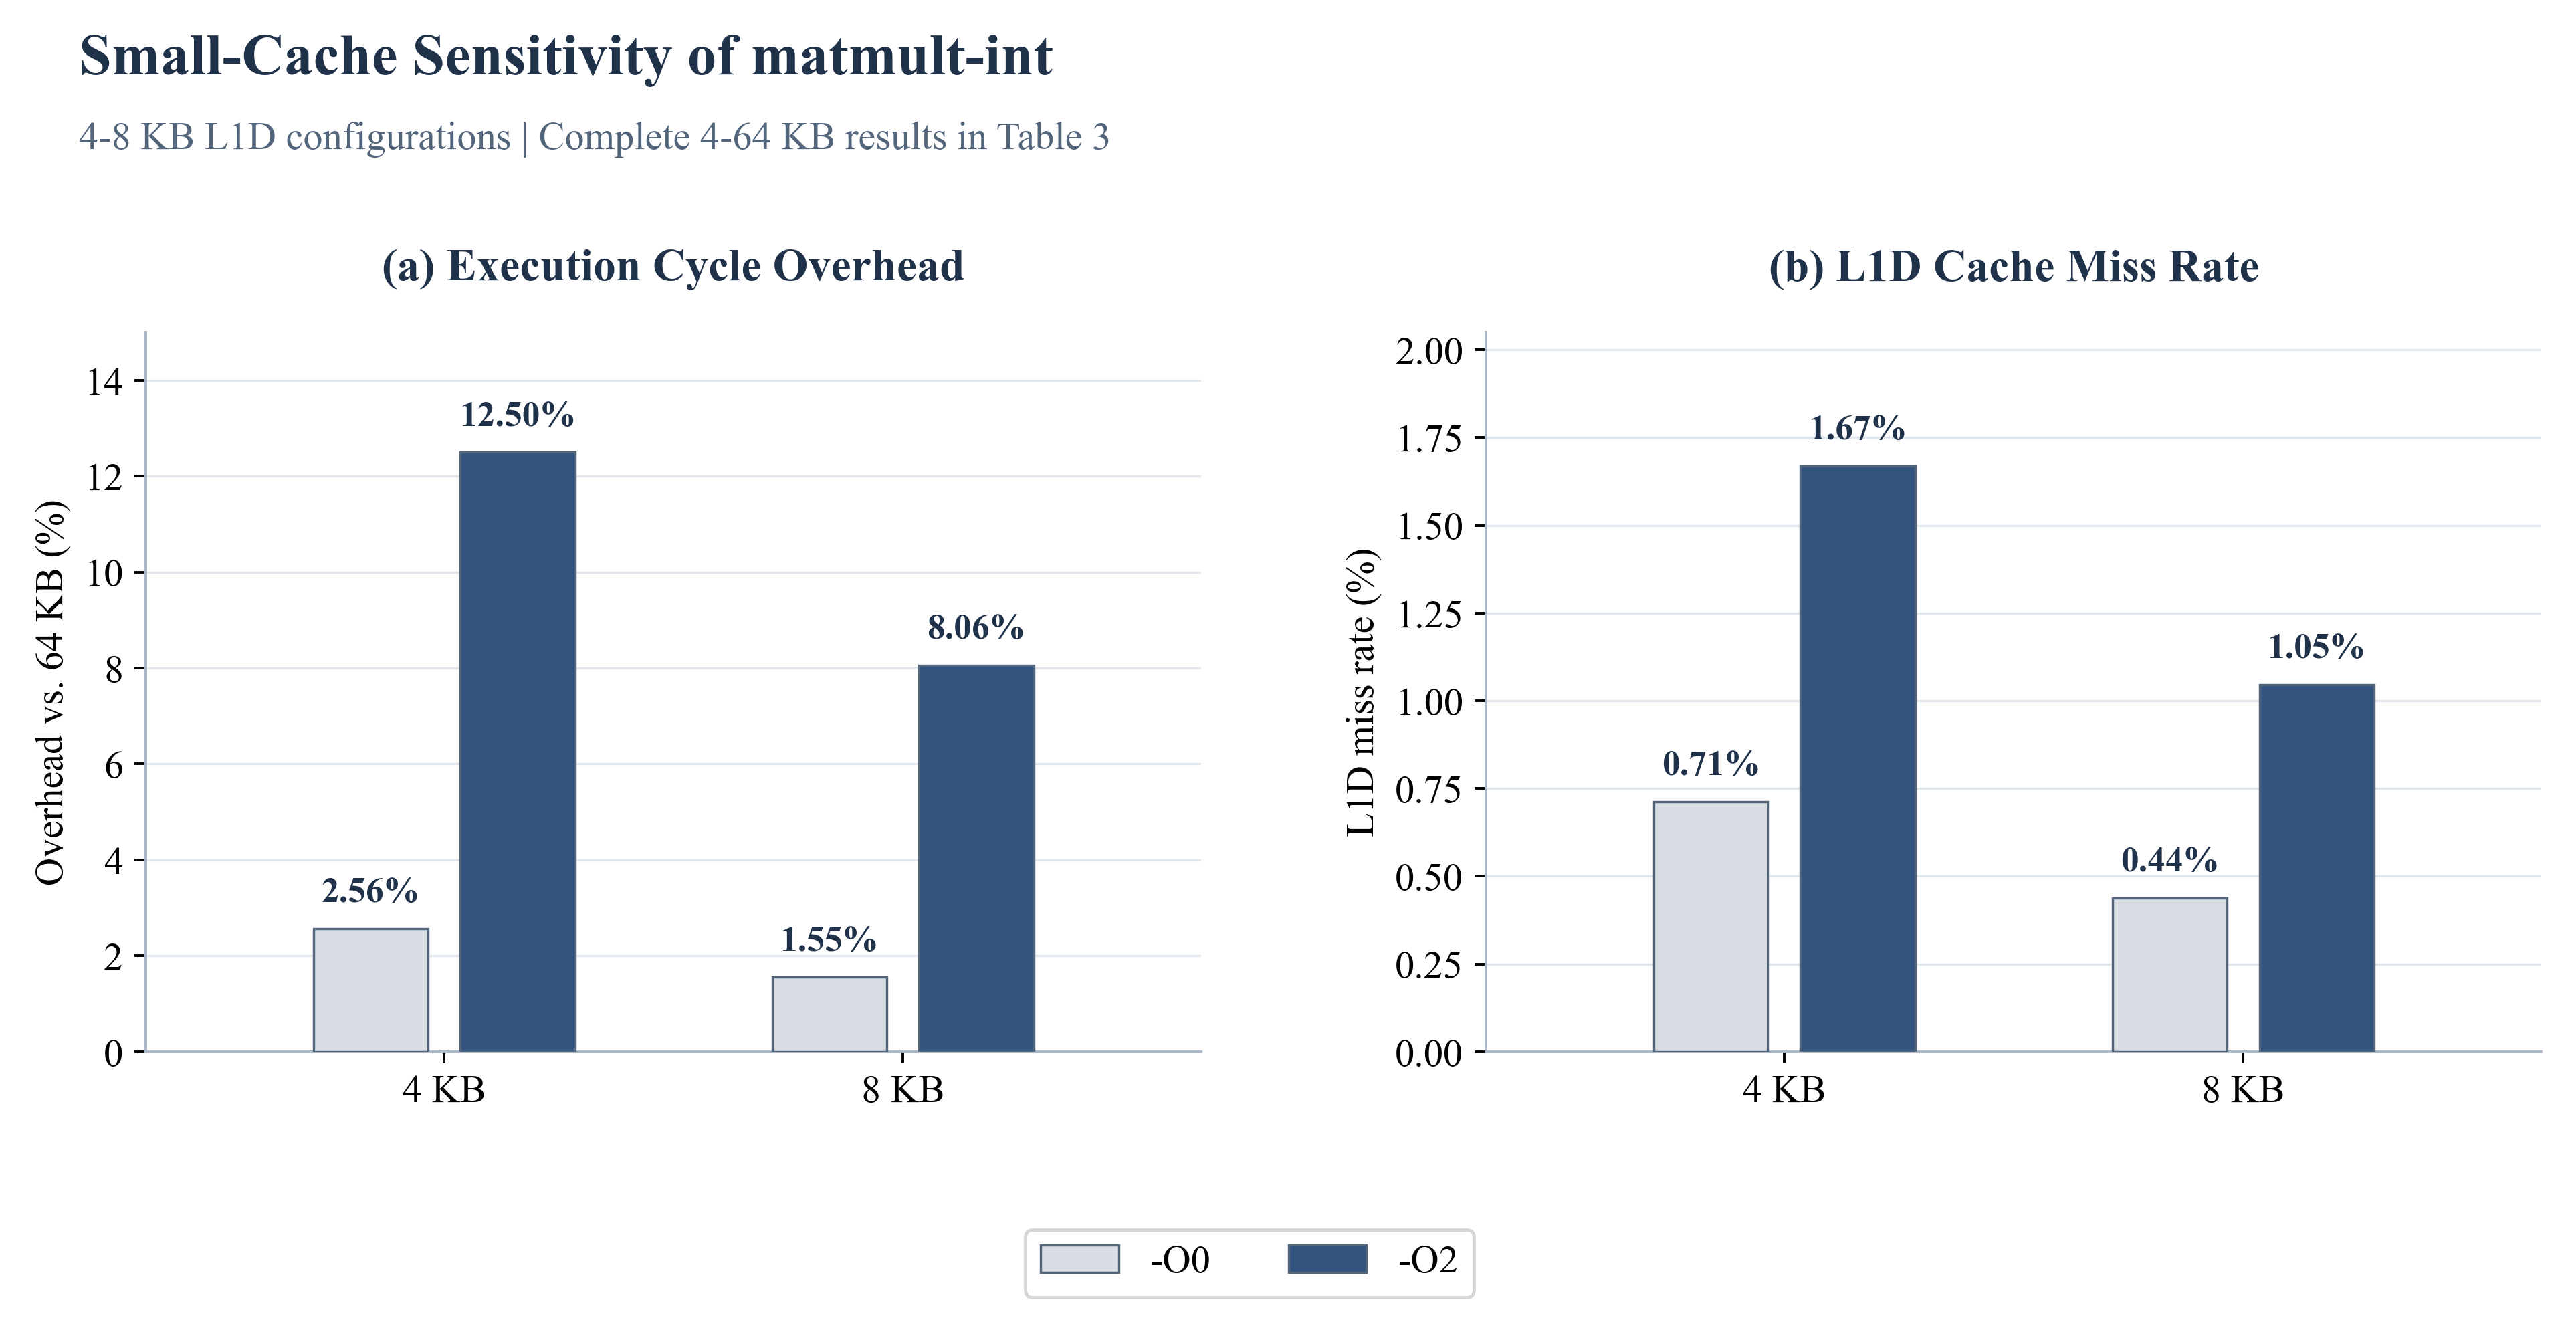 Small-Cache Sensitivity of matmult-int
4-8 KB L1D configurations | Complete 4-64 KB results in Table 3
(a) Execution Cycle Overhead
Overhead vs. 64 KB (%)
14
12
10
8
6
4
2
0
12.50%
8.06%
2.56%
1.55%
4 KB
8 KB
(b) L1D Cache Miss Rate
L1D miss rate (%)
2.00
1.75
1.50
1.25
1.00
0.75
0.50
0.25
0.00
1.67%
1.05%
0.71%
0.44%
4 KB
8 KB
-O0
-O2